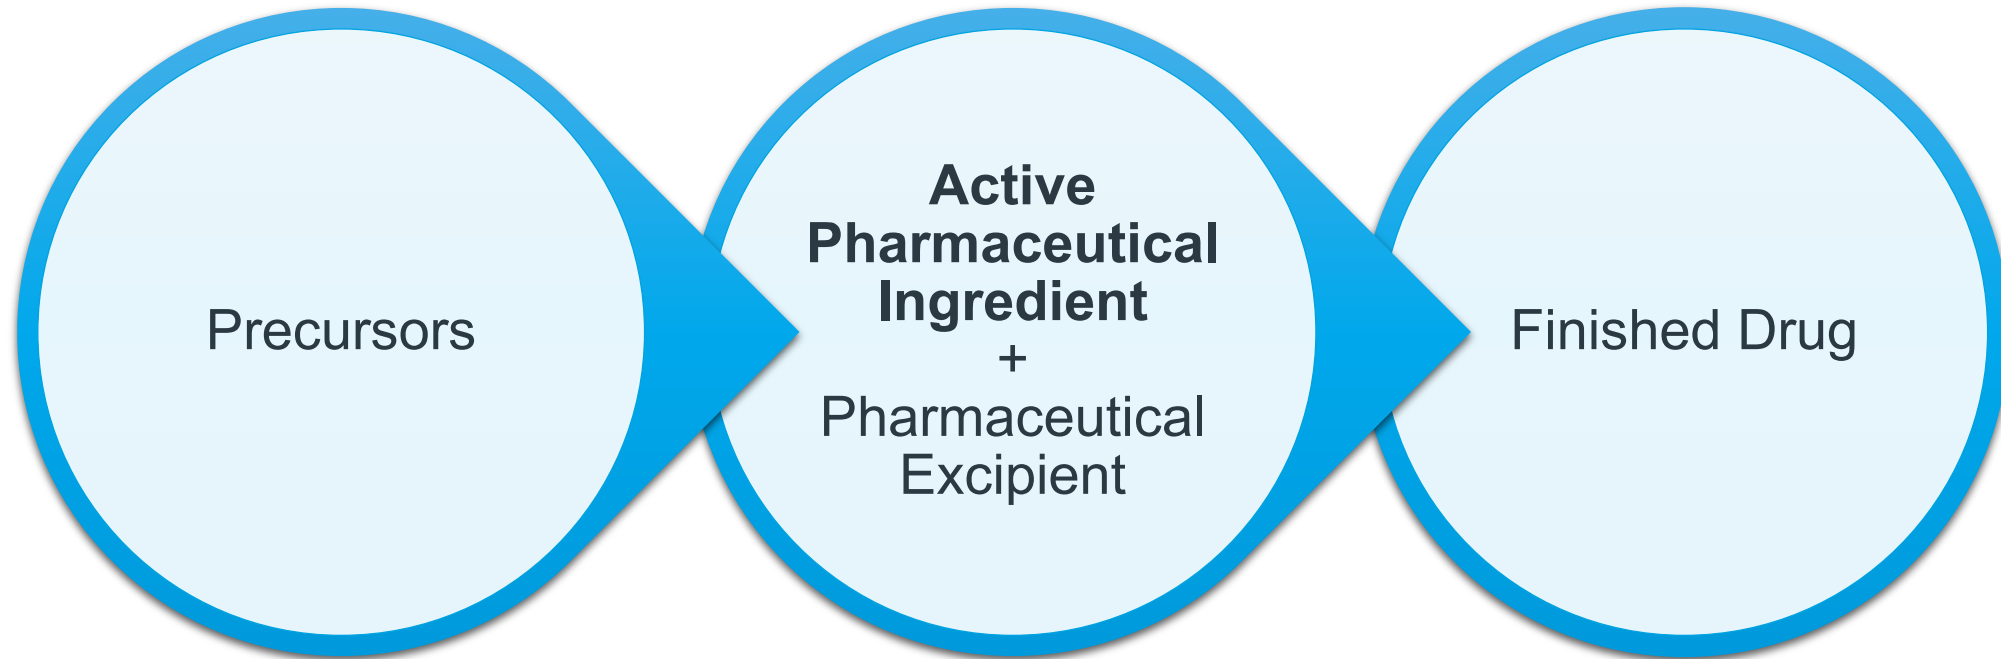 Precursors
Active
Pharmaceutical
Ingredient
+
Pharmaceutical
Excipient
Finished Drug